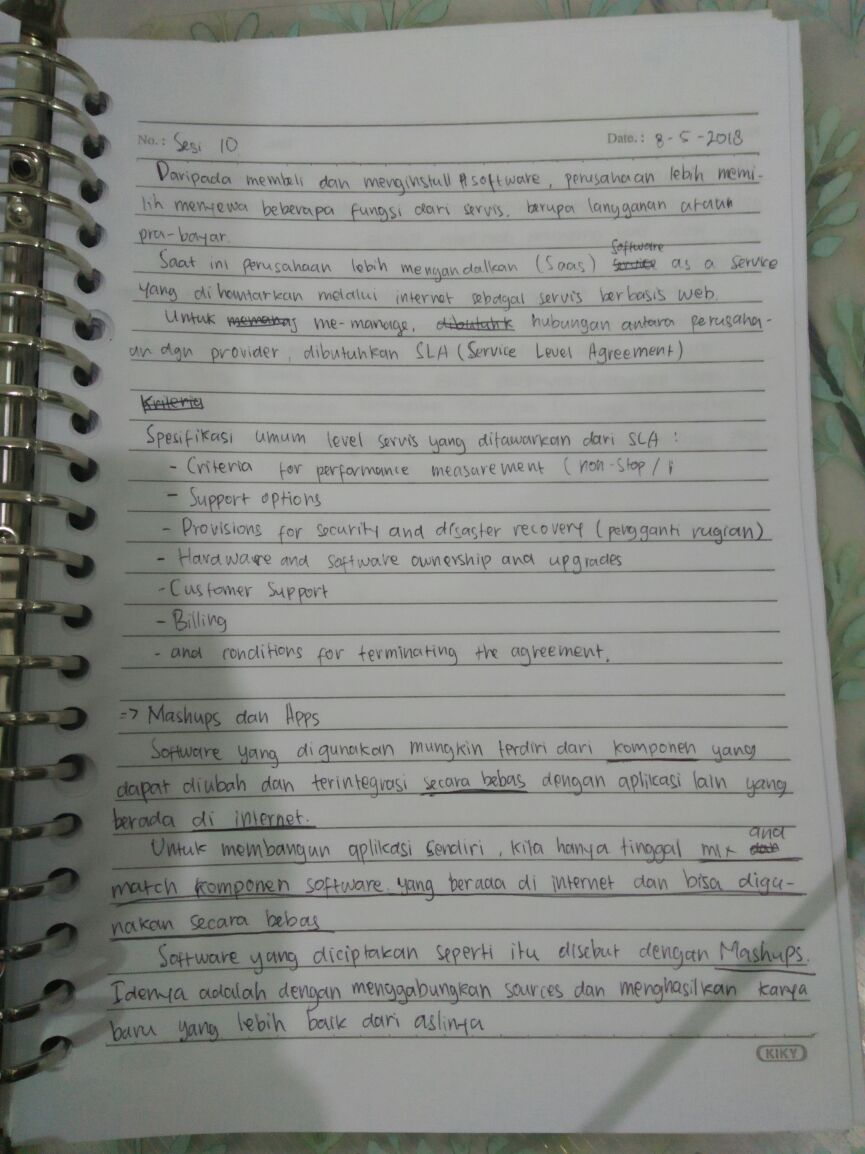 No.: Sesi 10
Date.: 8-5-2018
Daripada membeli dan menginstall software, perusahaan lebih memi-
lih menyewa beberapa fungsi dari servis. berupa langganan ataun
pra-bayar.
Saat ini perusahaan lebih mengandalkan (Saas) Software as a service
yang dihantarkan melalui internet sebagai servis berbasis web.
Untuk me-manage, hubungan antara perusaha-
an dgn provider, dibutuhkan SLA (Service Level Agreement)
Kriteria
Spesifikasi umum level servis yang ditawarkan dari SLA :
- Criteria for performance measurement (non-stop /
- Support options
- Provisions for security and disaster recovery (pengganti rugian)
- Hardware and software ownership and upgrades
- Customer Support
- Billing
- and conditions for terminating the agreement.
=> Mashups dan Apps
Software yang digunakan mungkin terdiri dari komponen yang
dapat diubah dan terintegrasi secara bebas dengan aplikasi lain yang
berada di internet.
Untuk membangun aplikasi sendiri, kita hanya tinggal mix and
match komponen software yang berada di internet dan bisa digu-
nakan secara bebas
Software yang diciptakan seperti itu disebut dengan Mashups.
Idenya adalah dengan menggabungkan sources dan menghasilkan karya
baru yang lebih baik dari aslinya
KIKY